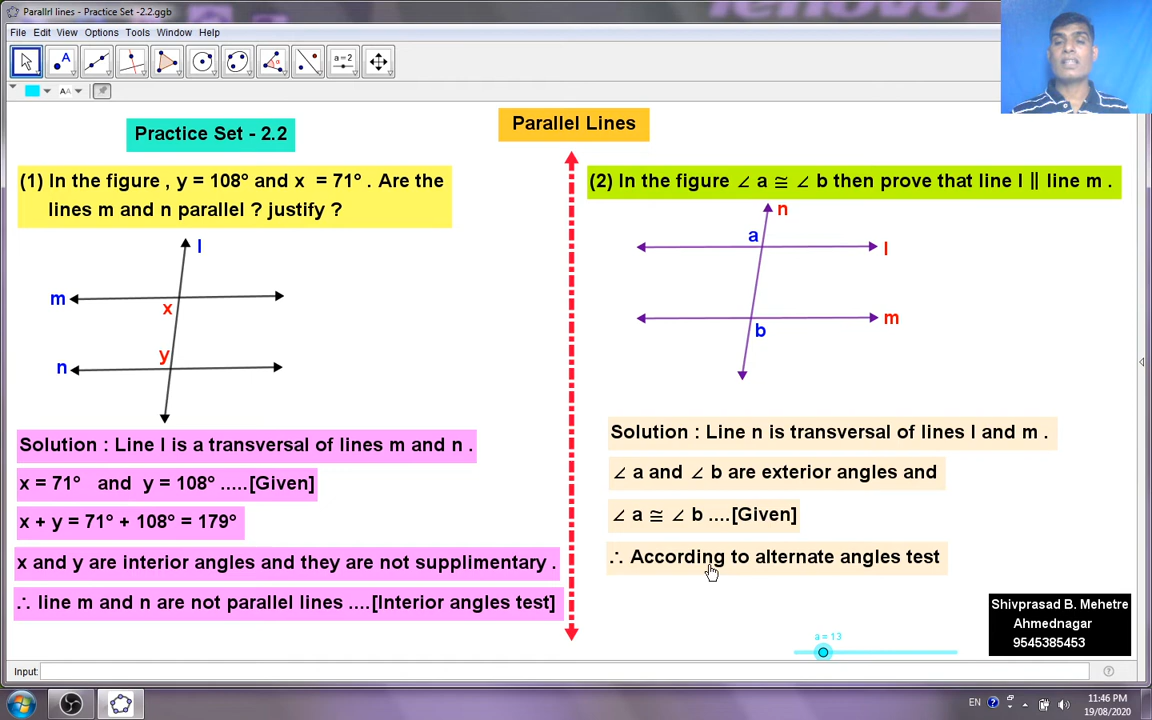 Parallrl lines - Practice Set -2.2.ggb
lenovo
File Edit View Options Tools Window Help
A
a=2
AA
Practice Set - 2.2
Parallel Lines
(1) In the figure , y = 108° and x = 71° . Are the
lines m and n parallel ? justify ?
l
m
x
y
n
Solution : Line l is a transversal of lines m and n .
x = 71° and y = 108° .....[Given]
x + y = 71° + 108° = 179°
x and y are interior angles and they are not supplimentary .
∴ line m and n are not parallel lines ....[Interior angles test]
(2) In the figure ∠ a ≅ ∠ b then prove that line l ∥ line m .
n
a
l
m
b
Solution : Line n is transversal of lines l and m .
∠ a and ∠ b are exterior angles and
∠ a ≅ ∠ b ....[Given]
∴ According to alternate angles test
Shivprasad B. Mehetre
Ahmednagar
9545385453
a = 13
Input:
EN
11:46 PM
19/08/2020